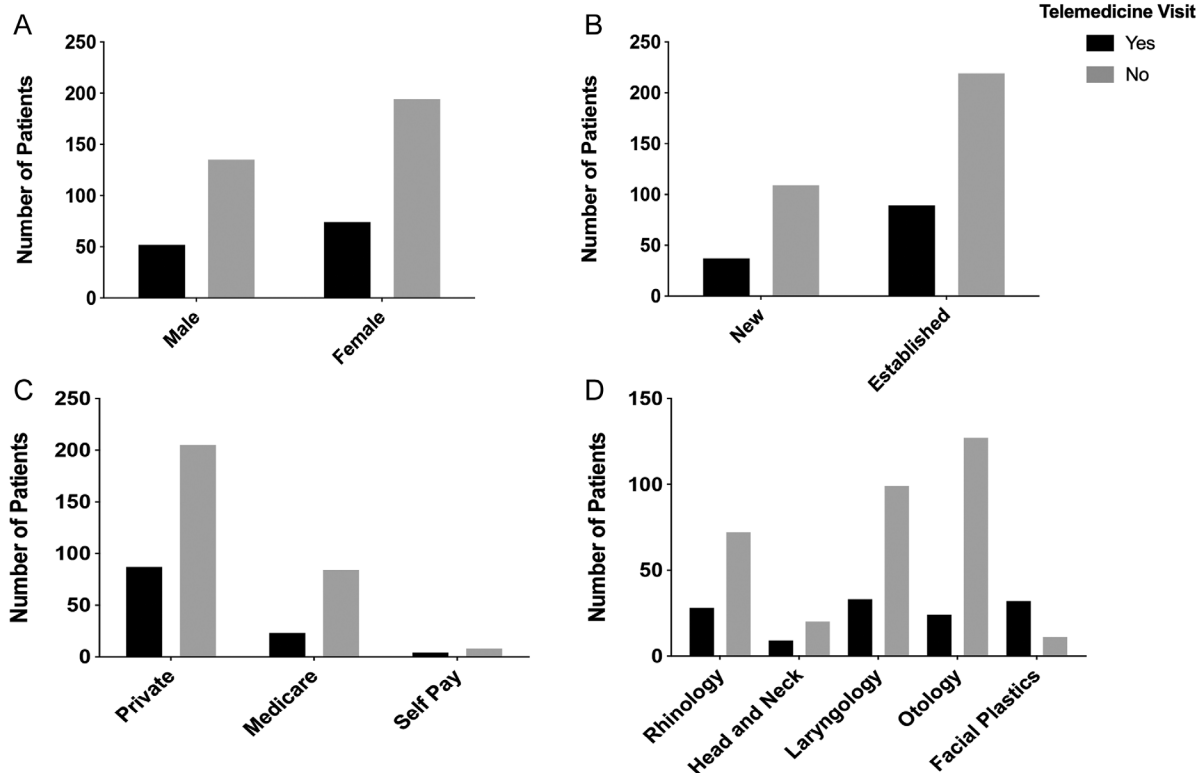 Telemedicine Visit
Yes
No
A
Number of Patients
250
200
150
100
50
0
Male
Female
B
Number of Patients
250
200
150
100
50
0
New
Established
C
Number of Patients
250
200
150
100
50
0
Private
Medicare
Self Pay
D
Number of Patients
150
100
50
0
Rhinology
Head and Neck
Laryngology
Otology
Facial Plastics